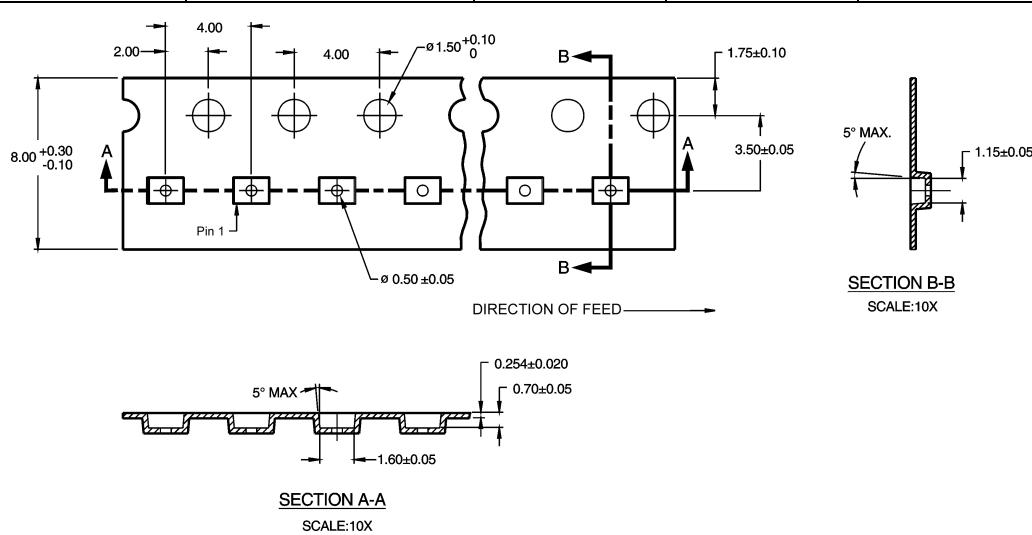 4.00
2.00
4.00
ø1.50 +0.10
0
B
1.75±0.10
8.00 +0.30
-0.10
A
A
3.50±0.05
5° MAX.
1.15±0.05
Pin 1
B
ø 0.50 ±0.05
SECTION B-B
SCALE:10X
DIRECTION OF FEED
0.254±0.020
5° MAX
0.70±0.05
1.60±0.05
SECTION A-A
SCALE:10X